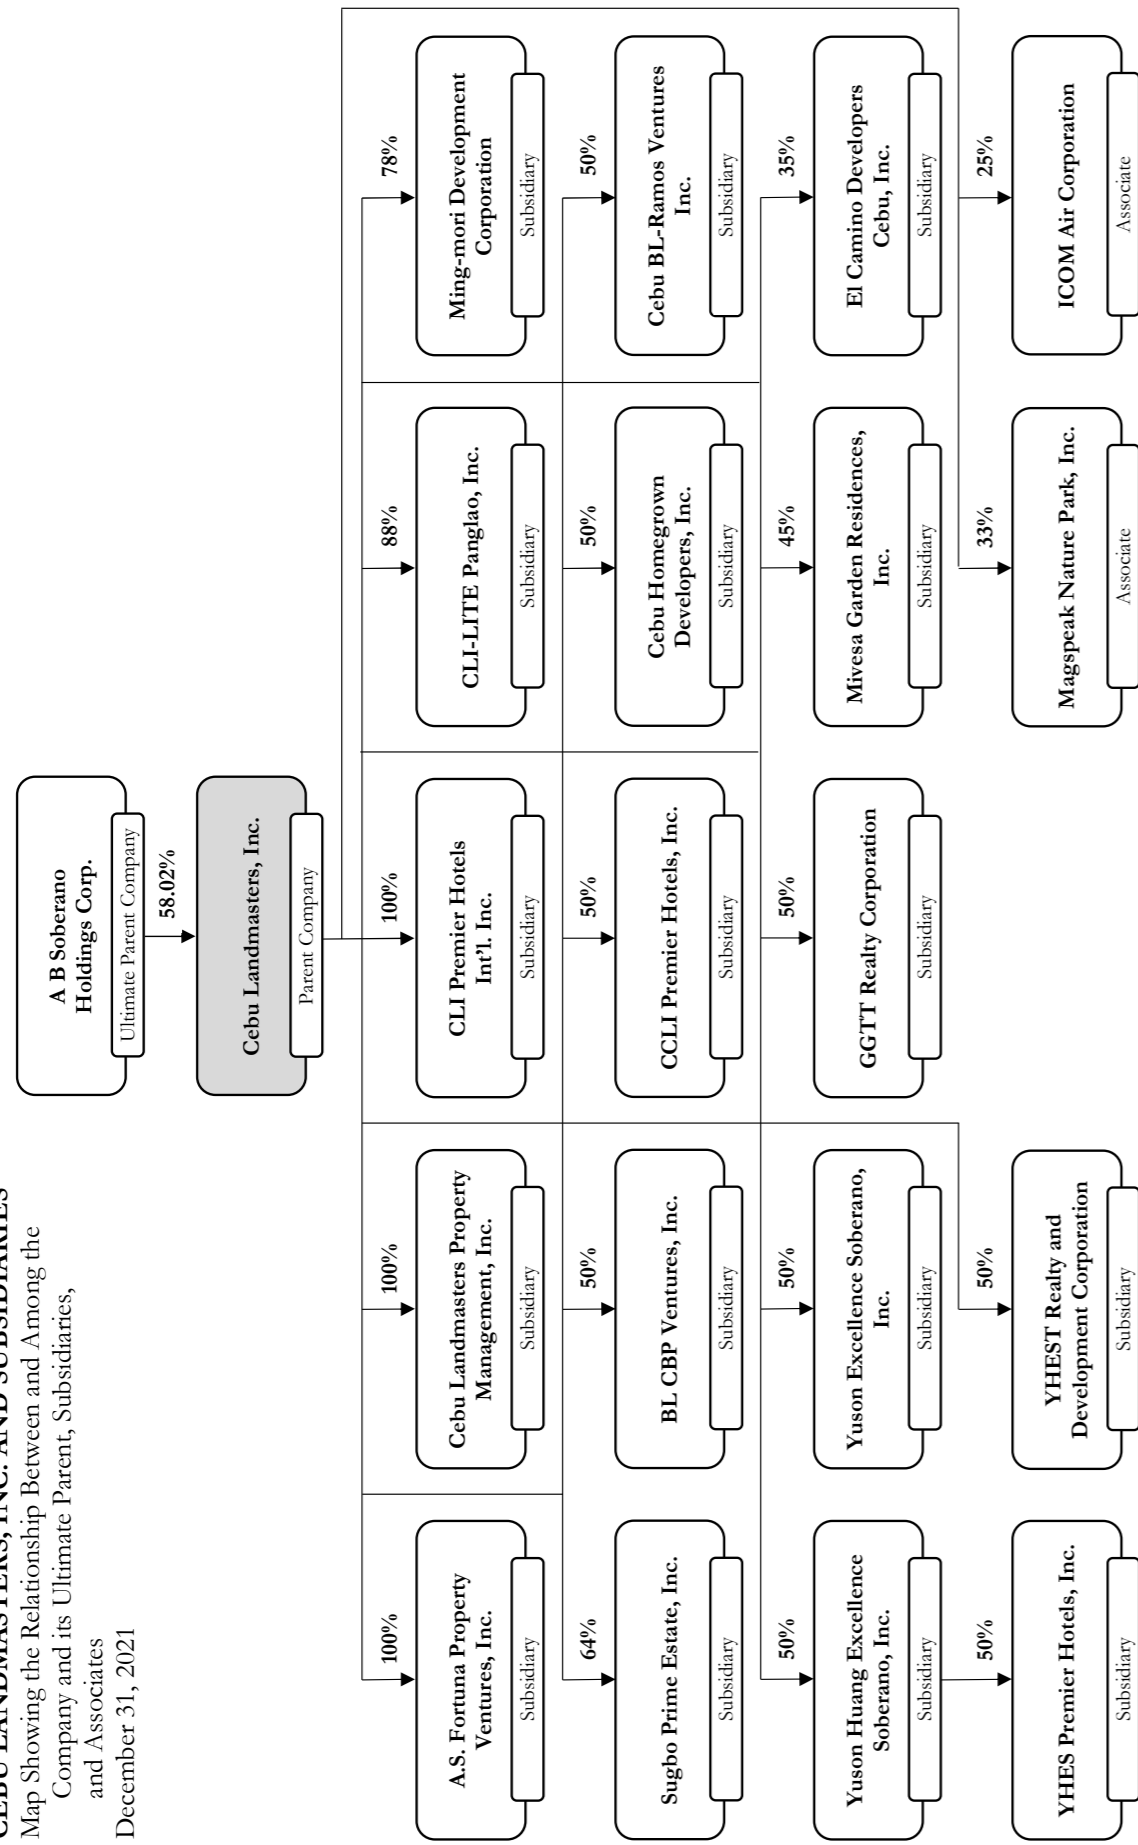 CEBU LANDMASTERS, INC. AND SUBSIDIARIES
Map Showing the Relationship Between and Among the
Company and its Ultimate Parent, Subsidiaries,
and Associates
December 31, 2021
A B Soberano
Holdings Corp.
Ultimate Parent Company
58.02%
Cebu Landmasters, Inc.
Parent Company
100%
A.S. Fortuna Property
Ventures, Inc.
Subsidiary
100%
Cebu Landmasters Property
Management, Inc.
Subsidiary
100%
CLI Premier Hotels
Int'l. Inc.
Subsidiary
88%
CLI-LITE Panglao, Inc.
Subsidiary
78%
Ming-mori Development
Corporation
Subsidiary
64%
Sugbo Prime Estate, Inc.
Subsidiary
50%
BL CBP Ventures, Inc.
Subsidiary
50%
CCLI Premier Hotels, Inc.
Subsidiary
50%
Cebu Homegrown
Developers, Inc.
Subsidiary
50%
Cebu BL-Ramos Ventures
Inc.
Subsidiary
50%
Yuson Huang Excellence
Soberano, Inc.
Subsidiary
50%
Yuson Excellence Soberano,
Inc.
Subsidiary
50%
GGTT Realty Corporation
Subsidiary
45%
Mivesa Garden Residences,
Inc.
Subsidiary
35%
El Camino Developers
Cebu, Inc.
Subsidiary
50%
YHES Premier Hotels, Inc.
Subsidiary
50%
YHEST Realty and
Development Corporation
Subsidiary
33%
Magspeak Nature Park, Inc.
Associate
25%
ICOM Air Corporation
Associate